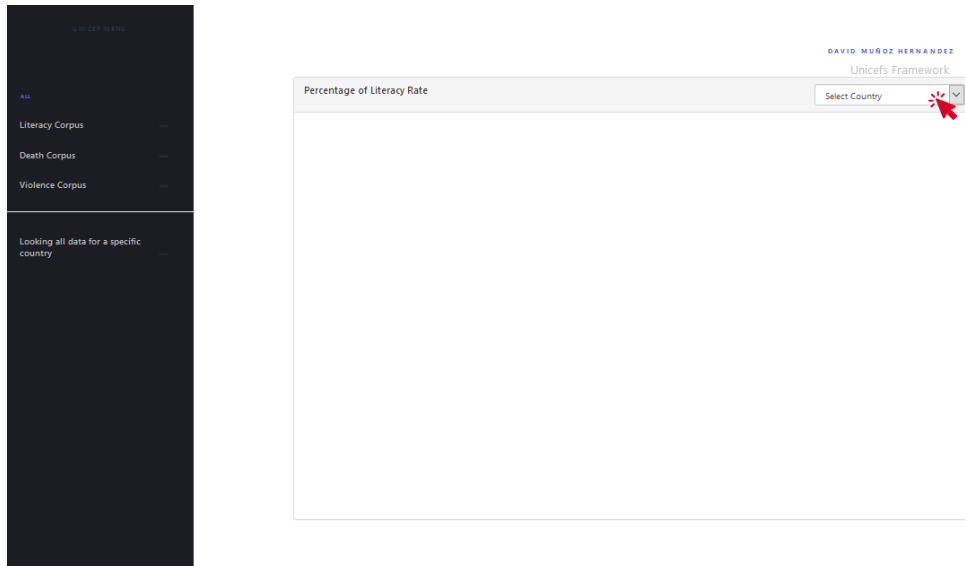 UNICEF MENU
DAVID MUÑOZ HERNANDEZ
Unicefs Framework
ALL
Literacy Corpus
Death Corpus
Violence Corpus
Looking all data for a specific
country
Percentage of Literacy Rate
Select Country